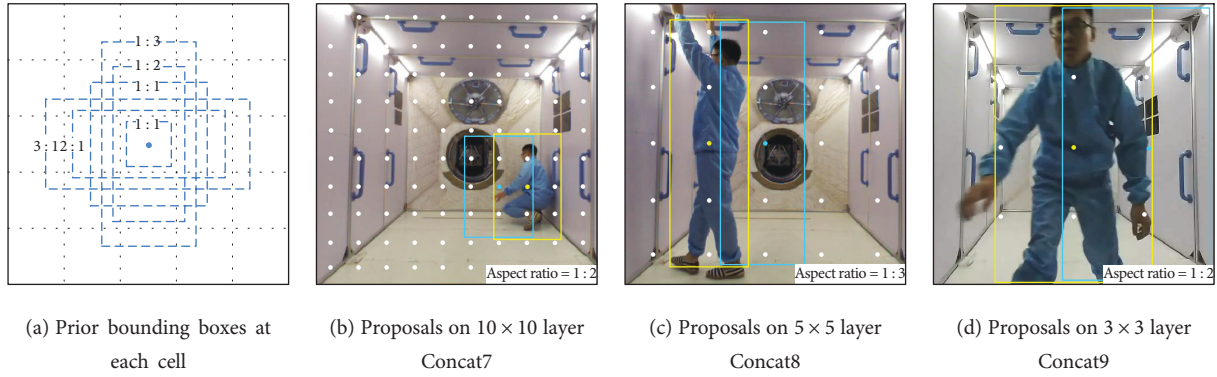 1 : 3
1 : 2
1 : 1
1 : 1
3 : 1 2 : 1
Aspect ratio = 1 : 2
Aspect ratio = 1 : 3
Aspect ratio = 1 : 2
(a) Prior bounding boxes at
each cell
(b) Proposals on 10 × 10 layer
Concat7
(c) Proposals on 5 × 5 layer
Concat8
(d) Proposals on 3 × 3 layer
Concat9